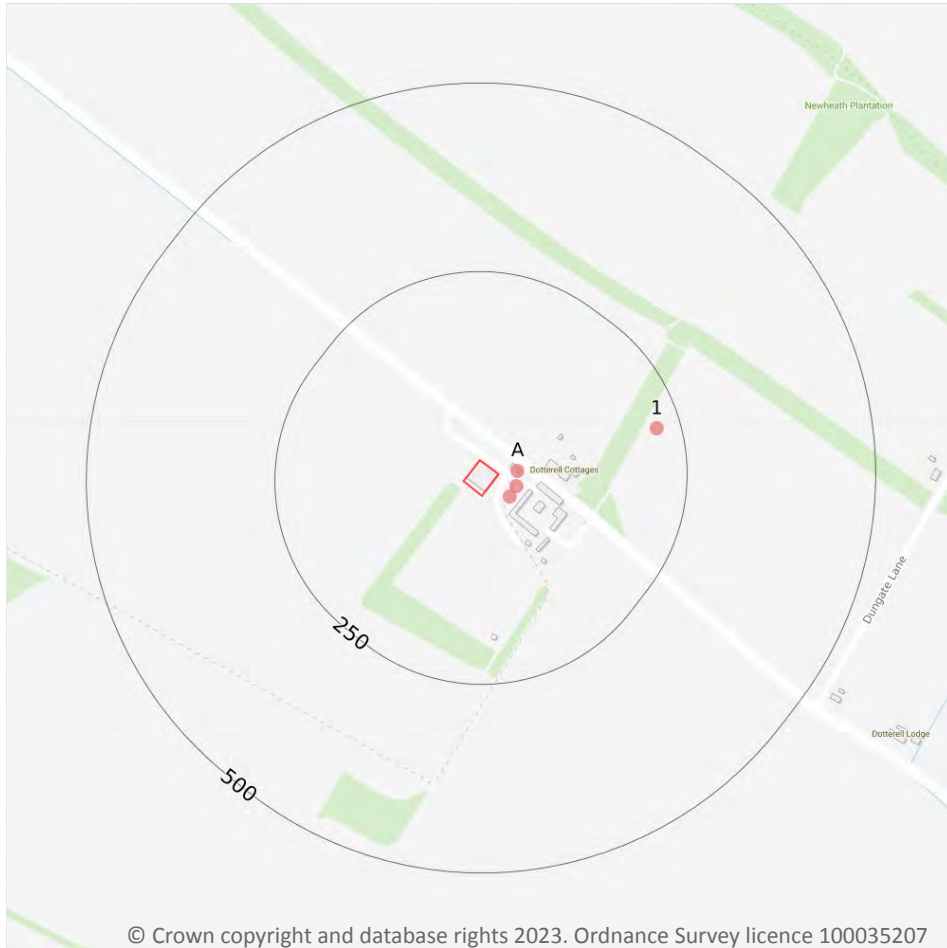 Newheath Plantation
1
A
Dotterell Cottages
Dungate Lane
250
Dotterell Lodge
500
© Crown copyright and database rights 2023. Ordnance Survey licence 100035207